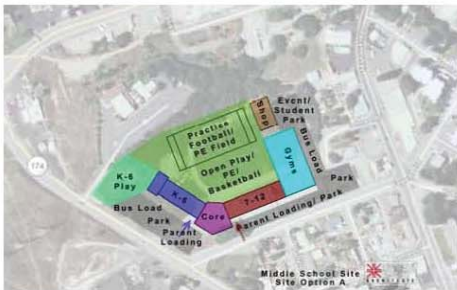 Event/
Student
Park
Shop
Practice
Football/
PE Field
Bus Load
Gyms
Open Play/
PE/
Basketball
Park
174
K-6
Play
K-6
7-12
Core
Bus Load
Park
Parent
Loading
Parent Loading/ Park
Middle School Site
Site Option A